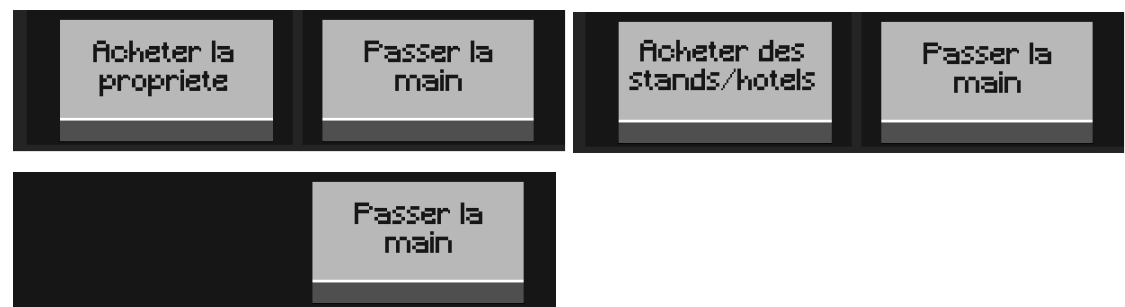 Acheter la
propriete
Passer la
main
Acheter des
stands/hotels
Passer la
main
Passer la
main